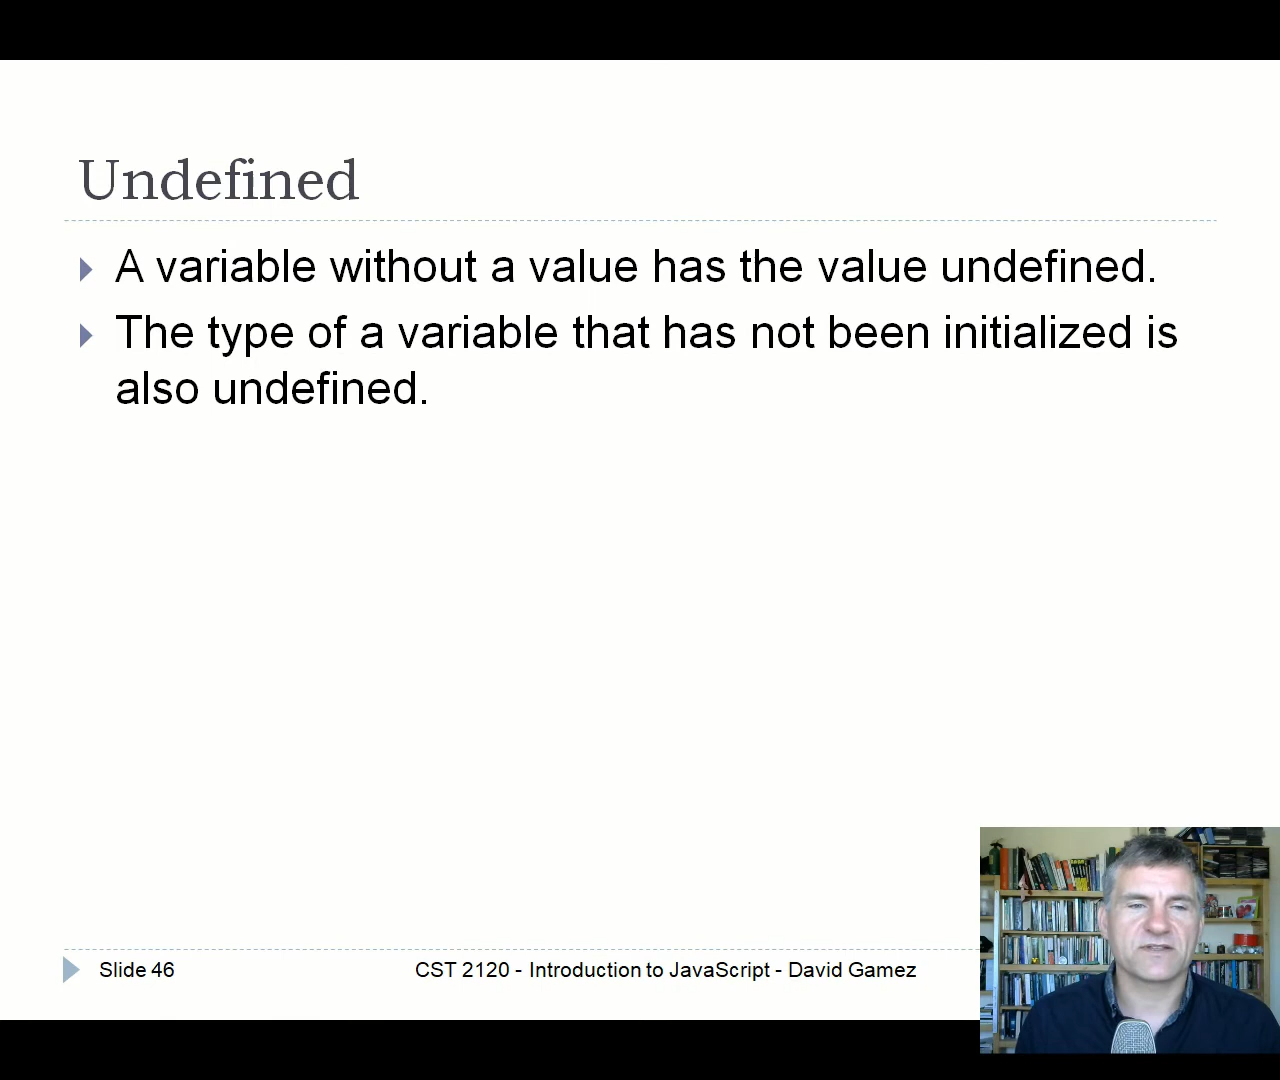 Undefined
A variable without a value has the value undefined.
The type of a variable that has not been initialized is
also undefined.
Slide 46
CST 2120 - Introduction to JavaScript - David Gamez